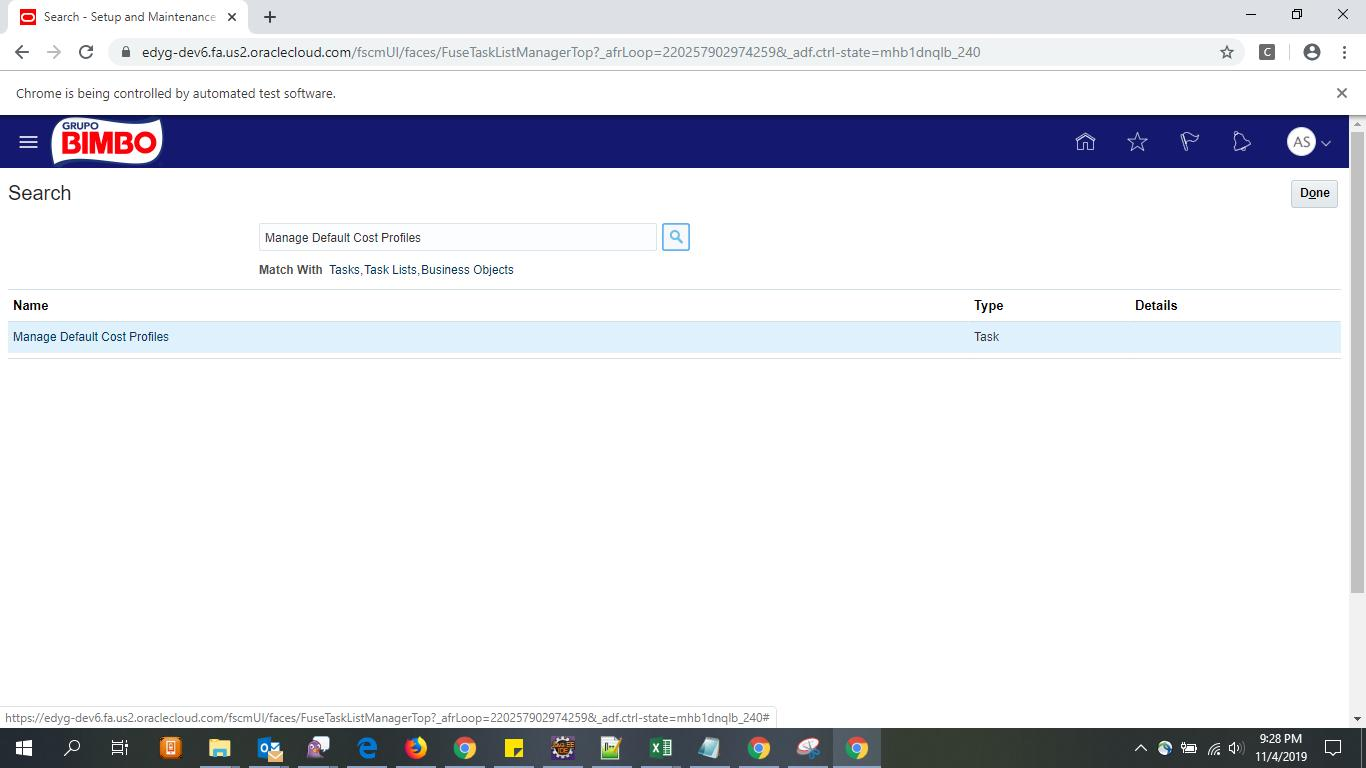 Search - Setup and Maintenance
edyg-dev6.fa.us2.oraclecloud.com/fscmUI/faces/FuseTaskListManagerTop?_afrLoop=220257902974259&_adf.ctrl-state=mhb1dnqlb_240
C
Chrome is being controlled by automated test software.
GRUPO
BIMBO
AS
Search
Done
Manage Default Cost Profiles
Match With Tasks, Task Lists, Business Objects
Name Type Details
Manage Default Cost Profiles Task
https://edyg-dev6.fa.us2.oraclecloud.com/fscmUI/faces/FuseTaskListManagerTop?_afrLoop=220257902974259&_adf.ctrl-state=mhb1dnqlb_240#
9:28 PM
11/4/2019